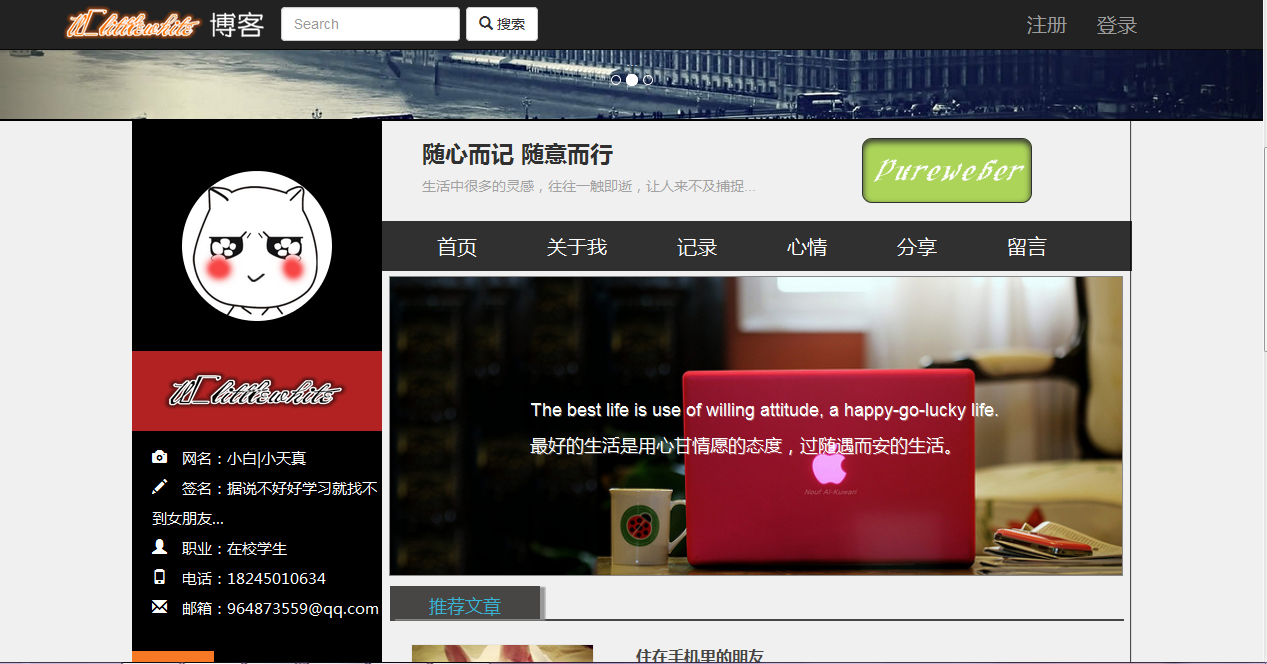 littlewhite 博客 Search 搜索 注册 登录
随心而记 随意而行
Pureweber
生活中很多的灵感，往往一触即逝，让人来不及捕捉...
首页 关于我 记录 心情 分享 留言
littlewhite
The best life is use of willing attitude, a happy-go-lucky life.
最好的生活是用心甘情愿的态度，过随遇而安的生活。
Nouf Al-Kuwari
网名：小白|小天真
签名：据说不好好学习就找不
到女朋友...
职业：在校学生
电话：18245010634
邮箱：964873559@qq.com
推荐文章
住在手机里的朋友